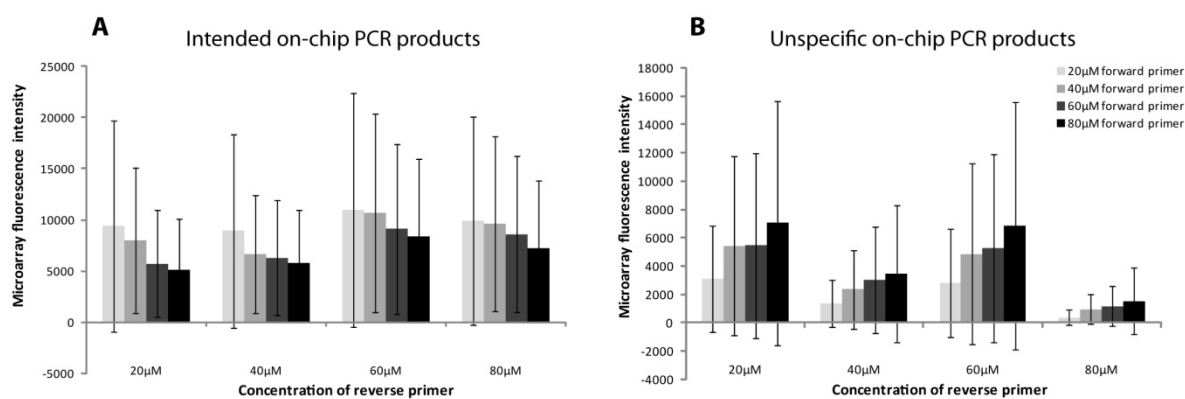 A
Intended on-chip PCR products
Microarray fluorescence intensity
25000
20000
15000
10000
5000
0
-5000
20μM
40μM
60μM
80μM
Concentration of reverse primer
B
Unspecific on-chip PCR products
20μM forward primer
40μM forward primer
60μM forward primer
80μM forward primer
Microarray fluorescence intensity
18000
16000
14000
12000
10000
8000
6000
4000
2000
0
-2000
-4000
20μM
40μM
60μM
80μM
Concentration of reverse primer